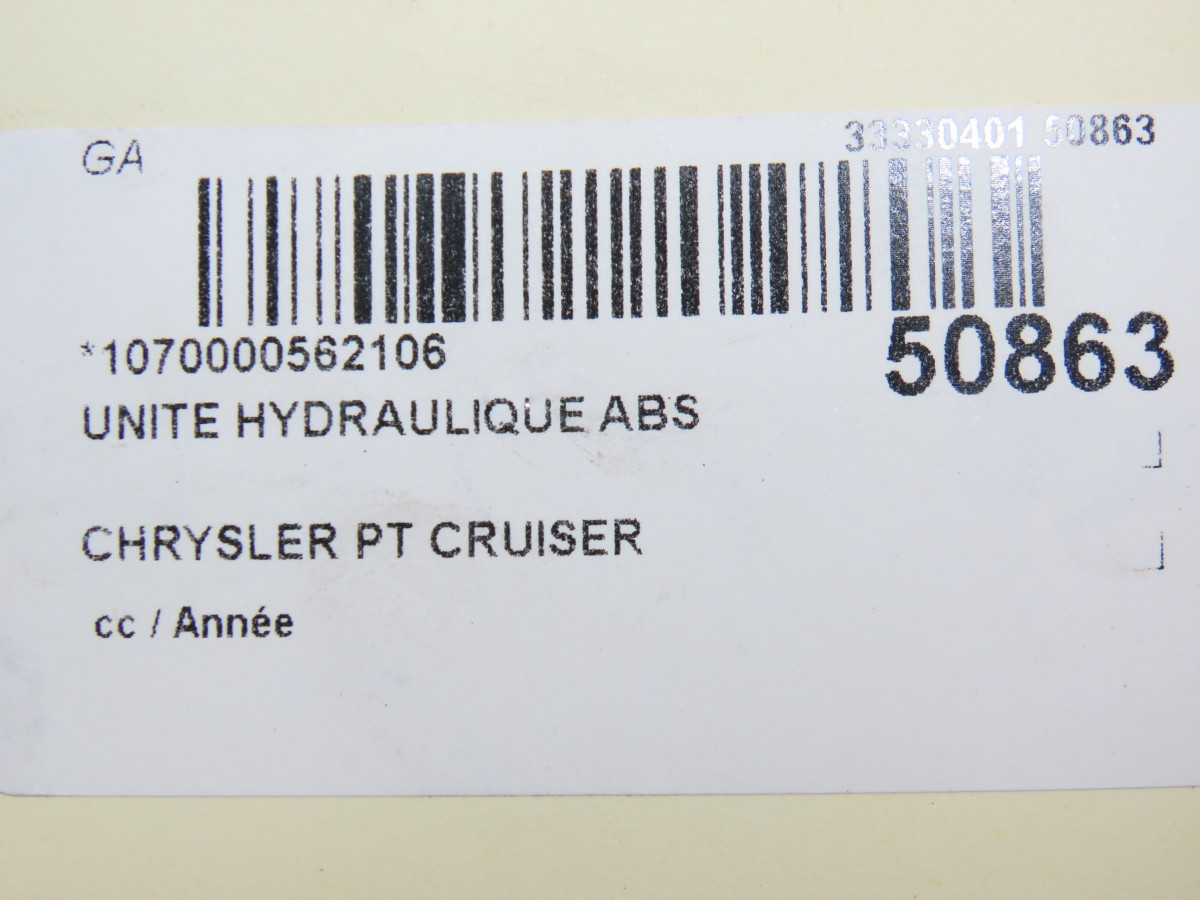 GA
33330401 50863
*1070000562106
50863
UNITE HYDRAULIQUE ABS
CHRYSLER PT CRUISER
cc / Année